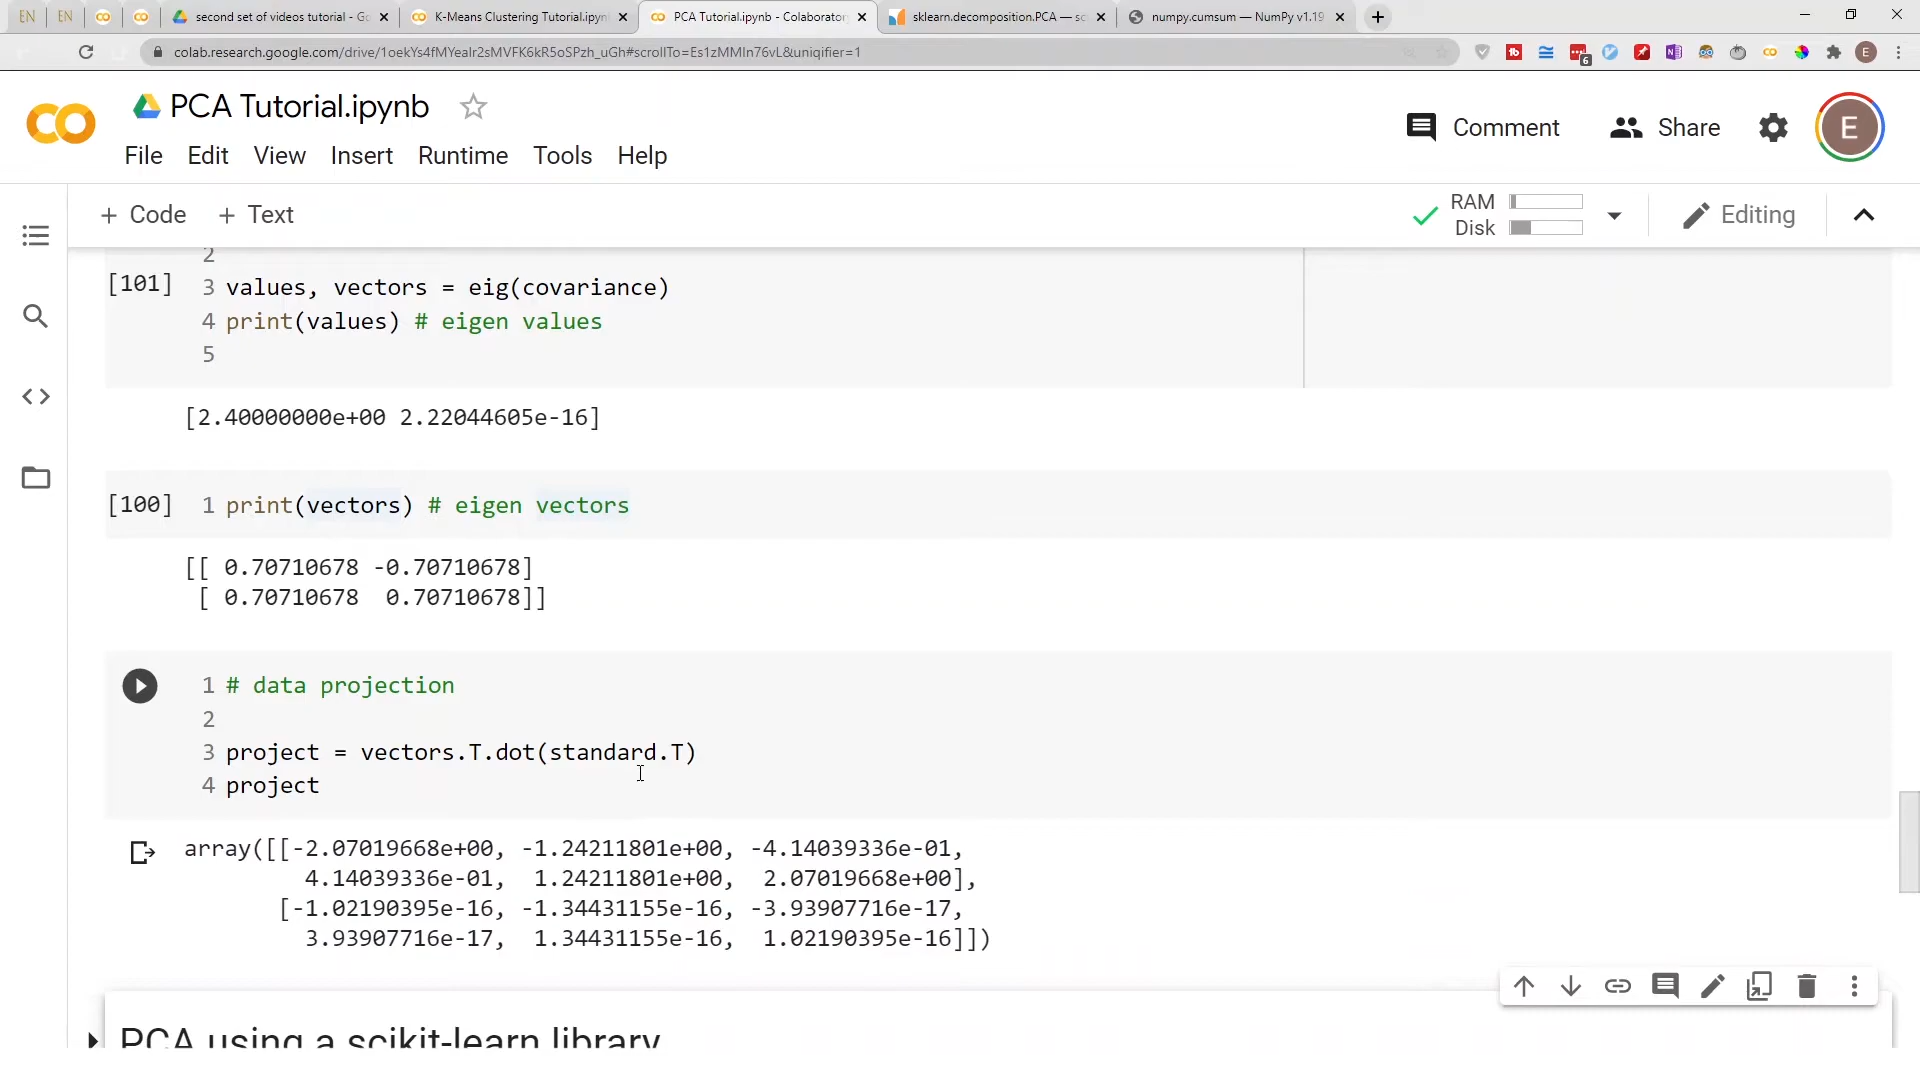 EN
EN
second set of videos tutorial - Go
K-Means Clustering Tutorial.ipyn
PCA Tutorial.ipynb - Colaborator
sklearn.decomposition.PCA — sc
numpy.cumsum — NumPy v1.19
colab.research.google.com/drive/1oekYs4fMYeaIr2sMVFK6kR5oSPzh_uGh#scrollTo=Es1zMMIn76vL&uniqifier=1
6
E
CO
PCA Tutorial.ipynb
Comment
Share
E
File Edit View Insert Runtime Tools Help
+ Code + Text
RAM
Disk
Editing
2
[101] 3 values, vectors = eig(covariance)
4 print(values) # eigen values
5
[2.40000000e+00 2.22044605e-16]
[100] 1 print(vectors) # eigen vectors
[[ 0.70710678 -0.70710678]
[ 0.70710678 0.70710678]]
1 # data projection
2
3 project = vectors.T.dot(standard.T)
4 project
array([[-2.07019668e+00, -1.24211801e+00, -4.14039336e-01,
4.14039336e-01, 1.24211801e+00, 2.07019668e+00],
[-1.02190395e-16, -1.34431155e-16, -3.93907716e-17,
3.93907716e-17, 1.34431155e-16, 1.02190395e-16]])
PCA using a scikit-learn library